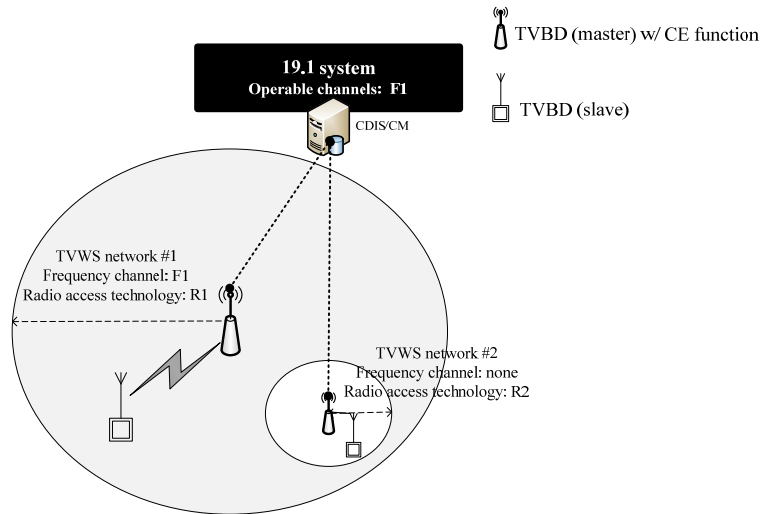 TVBD (master) w/ CE function
19.1 system
Operable channels: F1
TVBD (slave)
CDIS/CM
TVWS network #1
Frequency channel: F1
Radio access technology: R1
TVWS network #2
Frequency channel: none
Radio access technology: R2